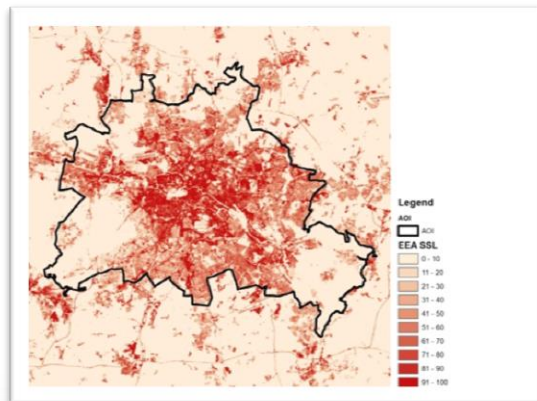 Legend
AOI
AOI
EEA SSL
0 - 10
11 - 20
21 - 30
31 - 40
41 - 50
51 - 60
61 - 70
71 - 80
81 - 90
91 - 100